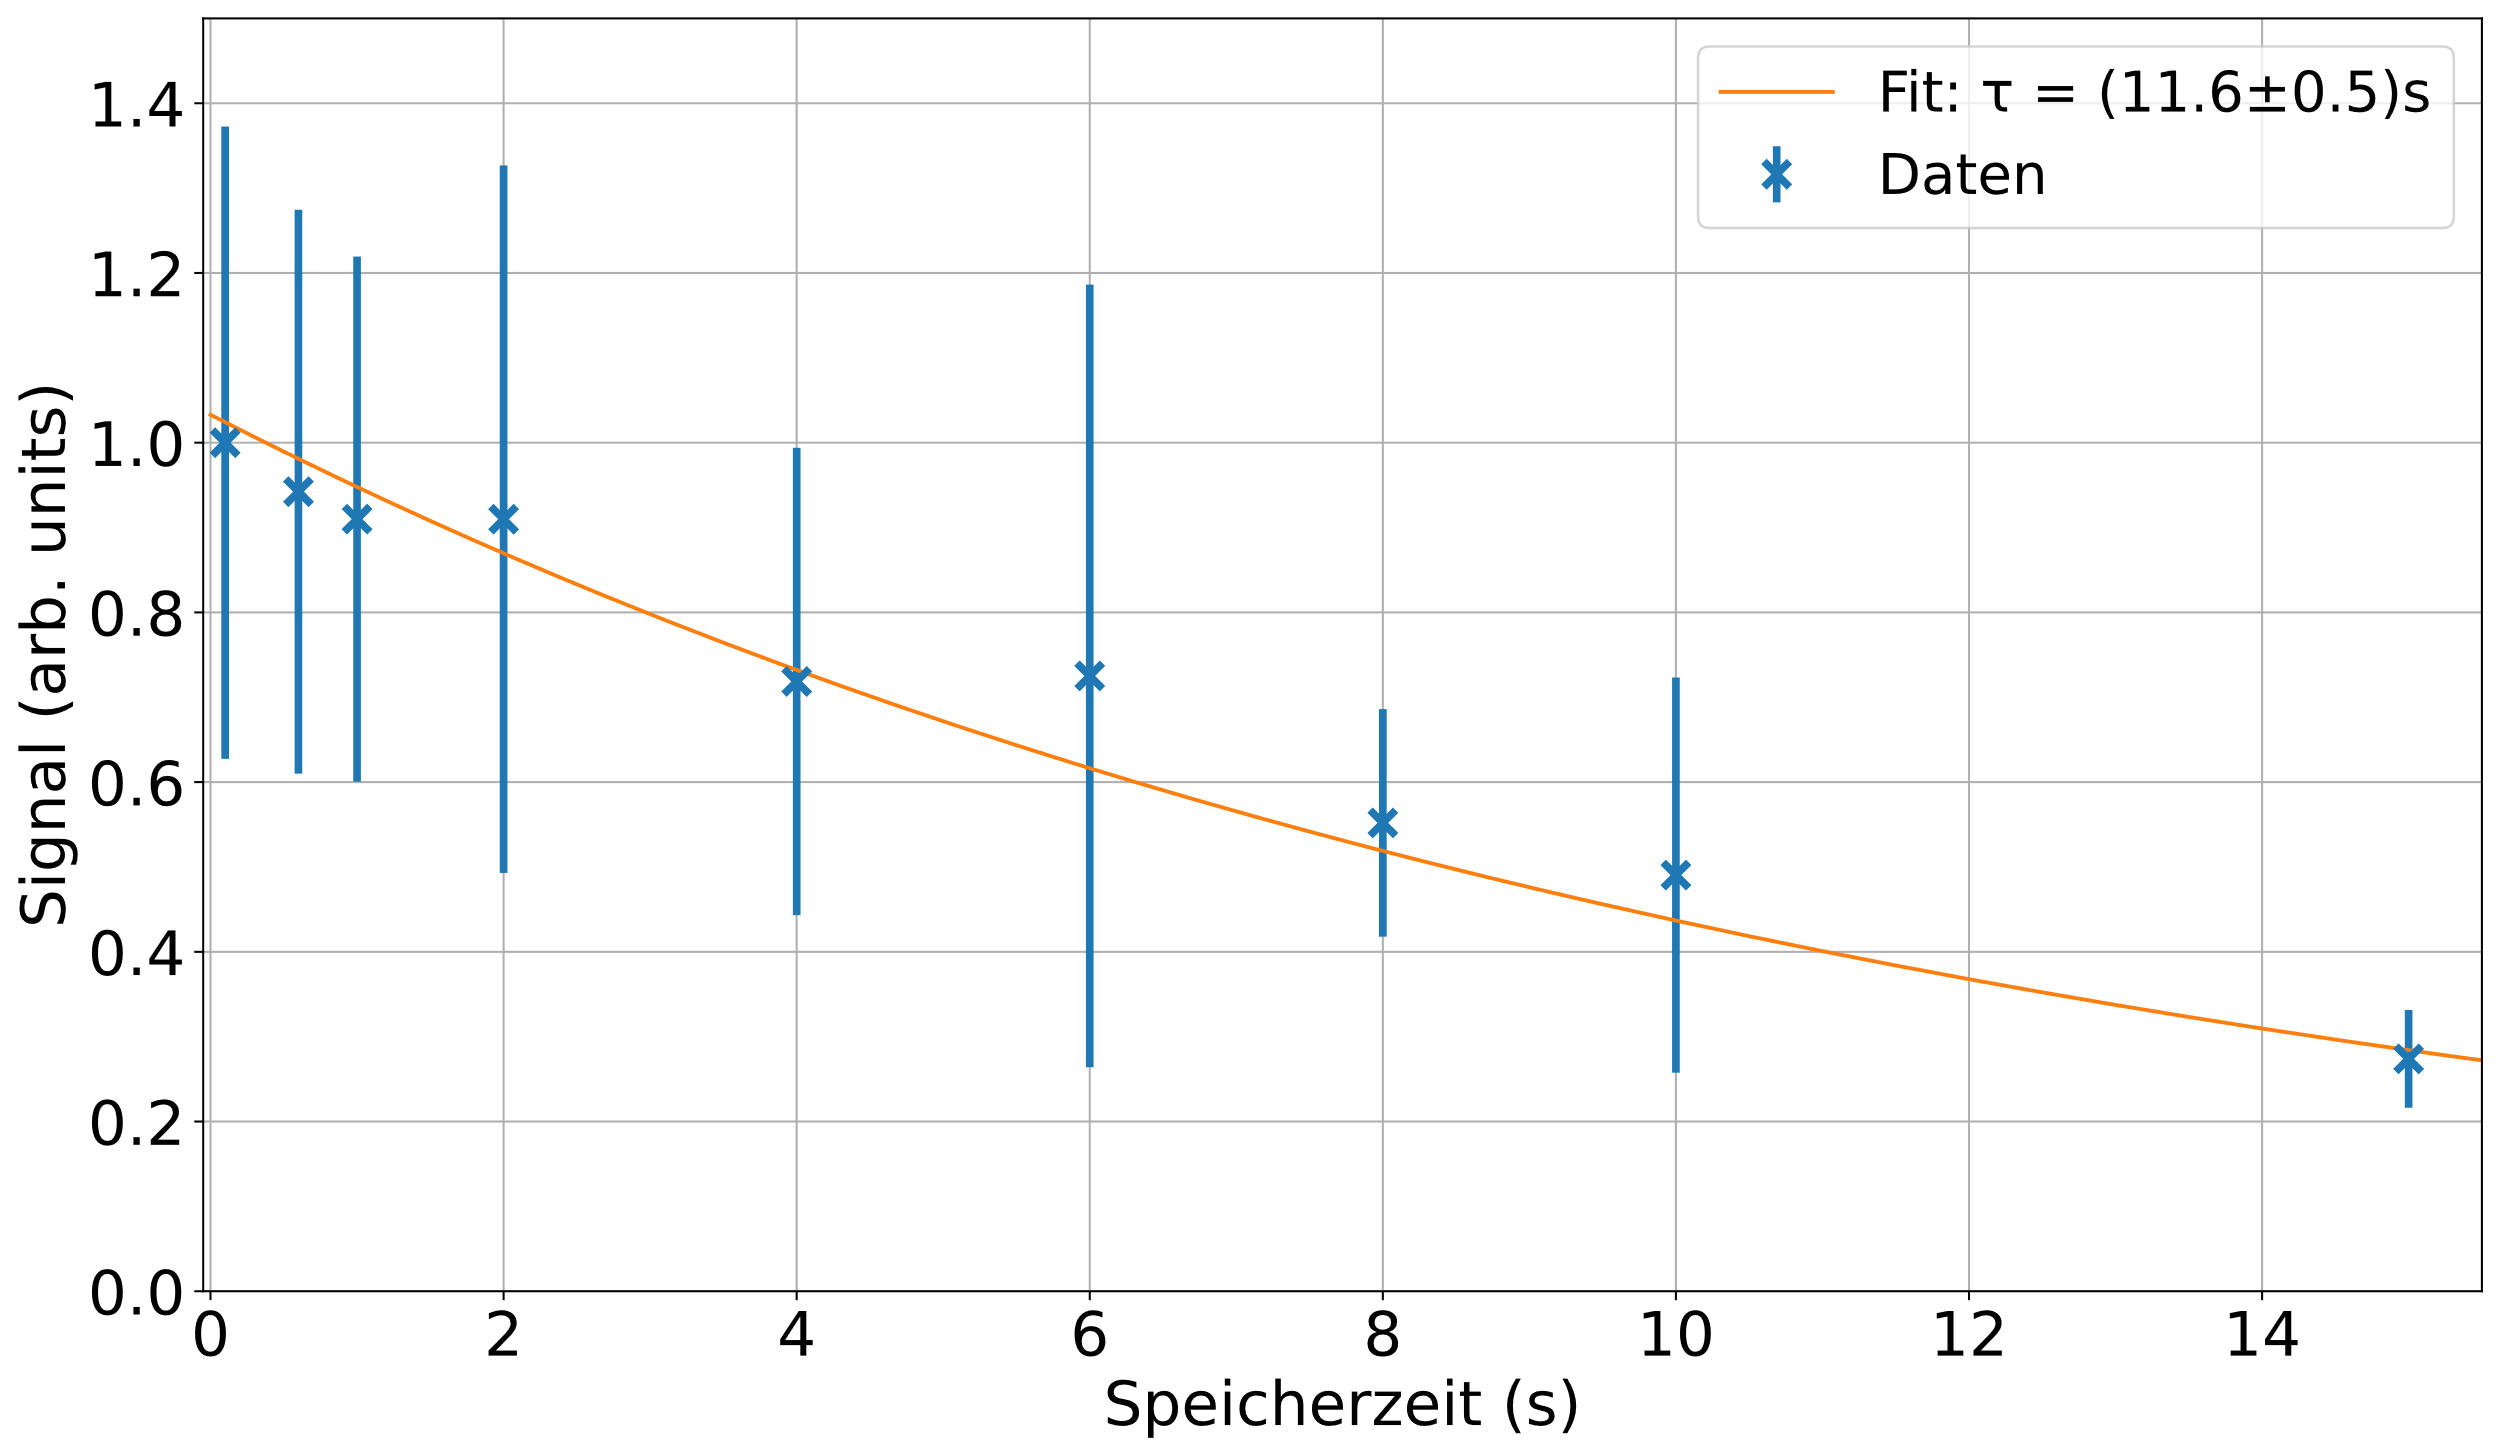 Fit: τ = (11.6±0.5)s
Daten
1.4
1.2
1.0
0.8
0.6
0.4
0.2
0.0
Signal (arb. units)
0 2 4 6 8 10 12 14
Speicherzeit (s)